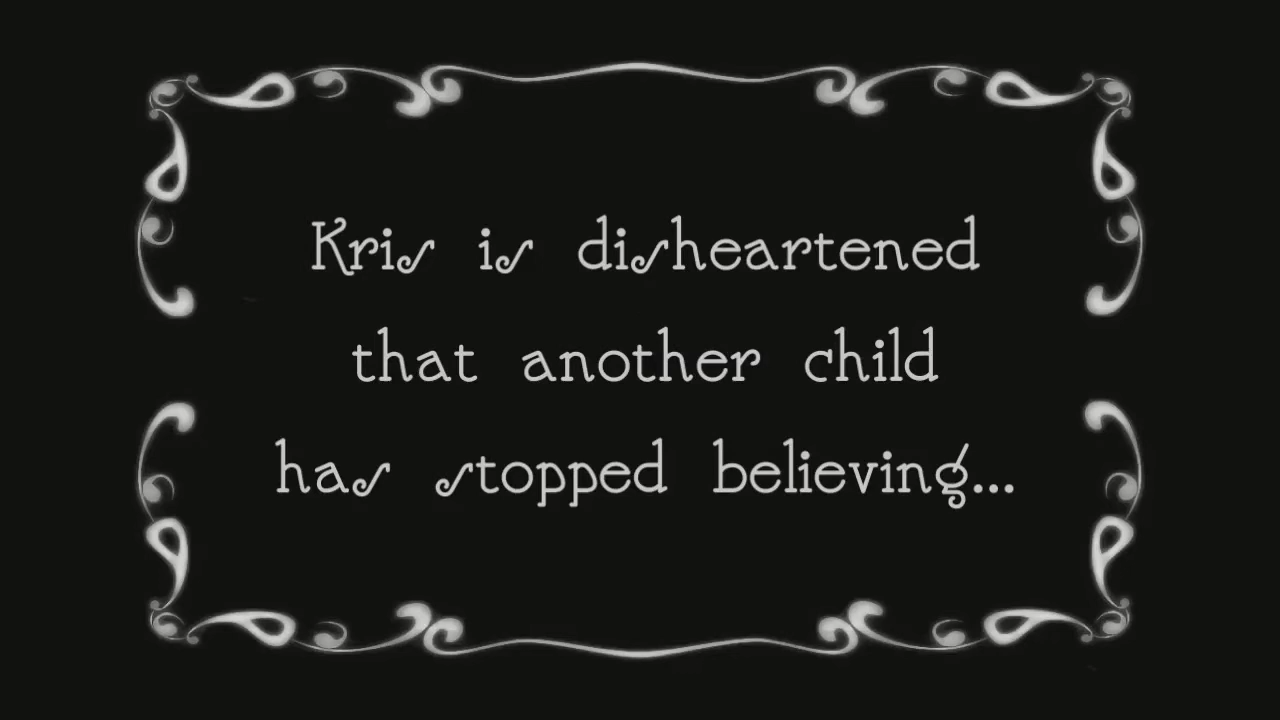 Kris is disheartened
that another child
has stopped believing...